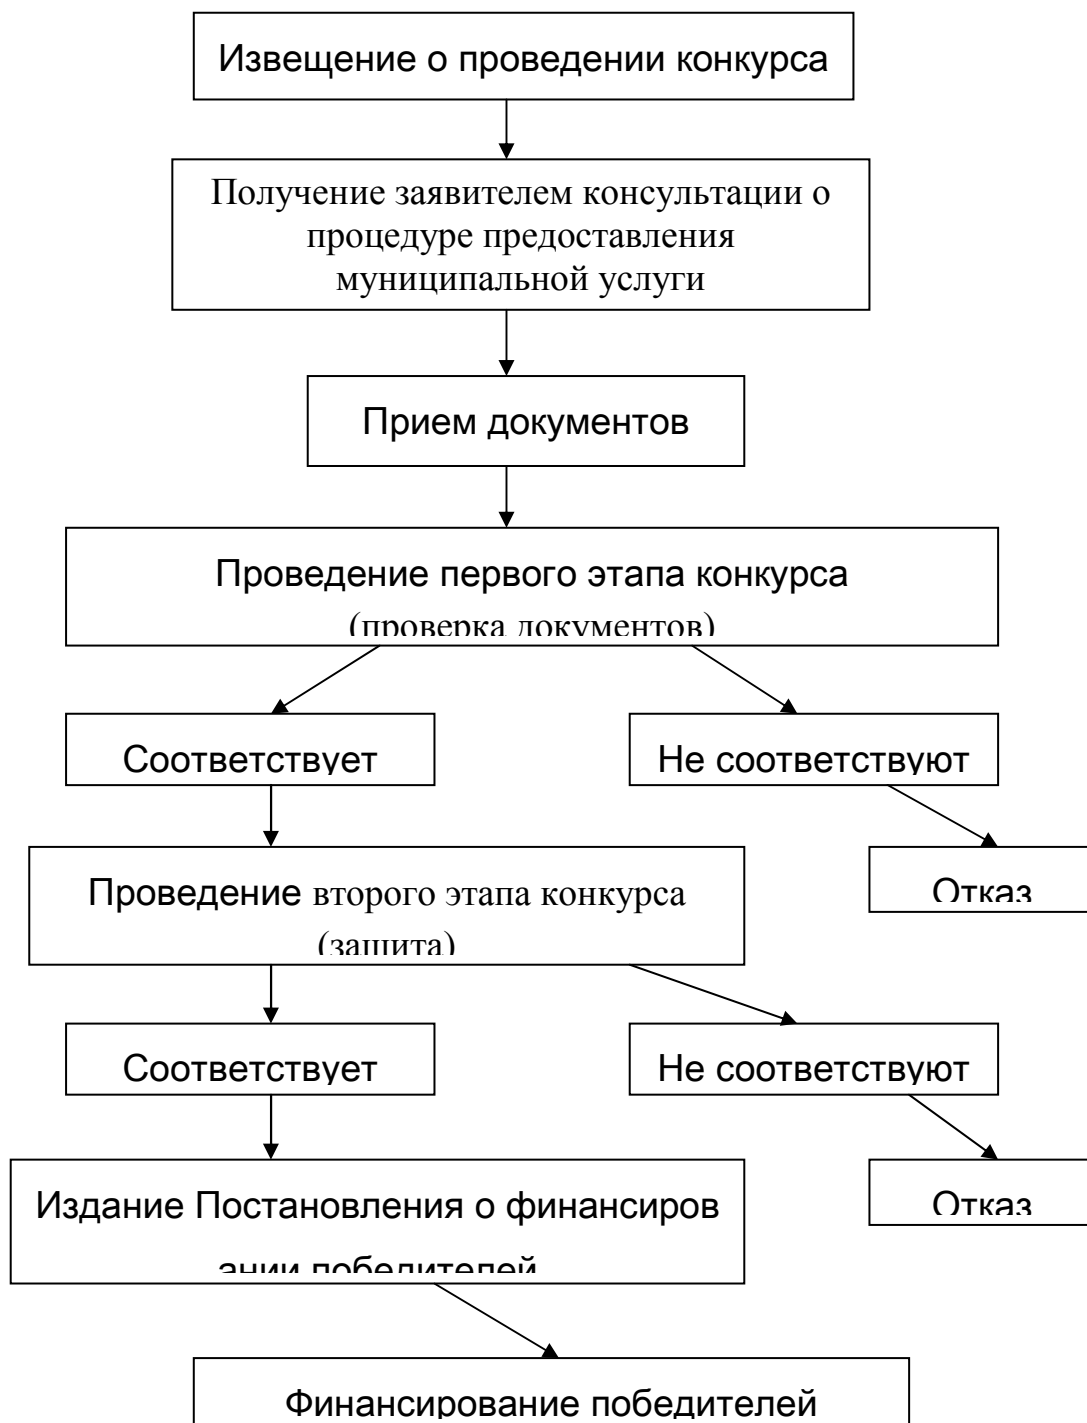 Извещение о проведении конкурса
Получение заявителем консультации о
процедуре предоставления
муниципальной услуги
Прием документов
Проведение первого этапа конкурса
(проверка документов)
Соответствует
Не соответствуют
Проведение второго этапа конкурса
(защита)
Отказ
Соответствует
Не соответствуют
Издание Постановления о финансиров
ании победителей
Отказ
Финансирование победителей